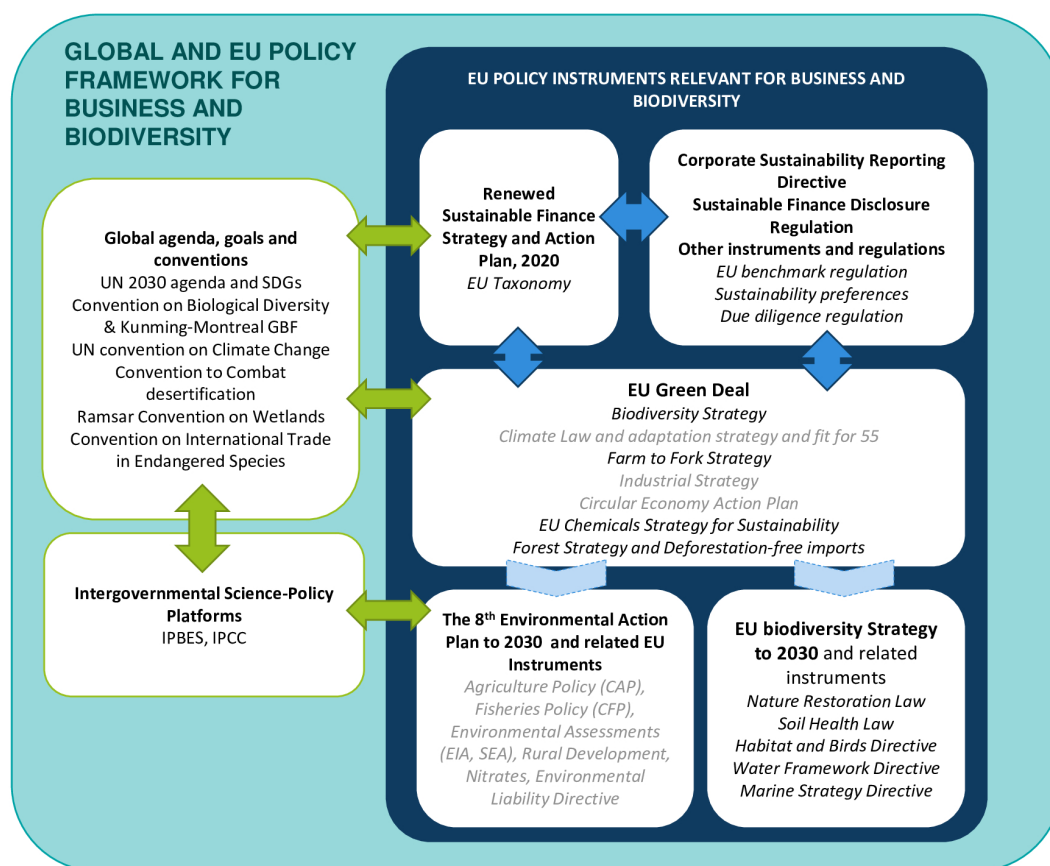 GLOBAL AND EU POLICY
FRAMEWORK FOR
BUSINESS AND
BIODIVERSITY
Global agenda, goals and
conventions
UN 2030 agenda and SDGs
Convention on Biological Diversity
& Kunming-Montreal GBF
UN convention on Climate Change
Convention to Combat
desertification
Ramsar Convention on Wetlands
Convention on International Trade
in Endangered Species
Intergovernmental Science-Policy
Platforms
IPBES, IPCC
EU POLICY INSTRUMENTS RELEVANT FOR BUSINESS AND
BIODIVERSITY
Renewed
Sustainable Finance
Strategy and Action
Plan, 2020
EU Taxonomy
Corporate Sustainability Reporting
Directive
Sustainable Finance Disclosure
Regulation
Other instruments and regulations
EU benchmark regulation
Sustainability preferences
Due diligence regulation
EU Green Deal
Biodiversity Strategy
Climate Law and adaptation strategy and fit for 55
Farm to Fork Strategy
Industrial Strategy
Circular Economy Action Plan
EU Chemicals Strategy for Sustainability
Forest Strategy and Deforestation-free imports
The 8th Environmental Action
Plan to 2030 and related EU
Instruments
Agriculture Policy (CAP),
Fisheries Policy (CFP),
Environmental Assessments
(EIA, SEA), Rural Development,
Nitrates, Environmental
Liability Directive
EU biodiversity Strategy
to 2030 and related
instruments
Nature Restoration Law
Soil Health Law
Habitat and Birds Directive
Water Framework Directive
Marine Strategy Directive